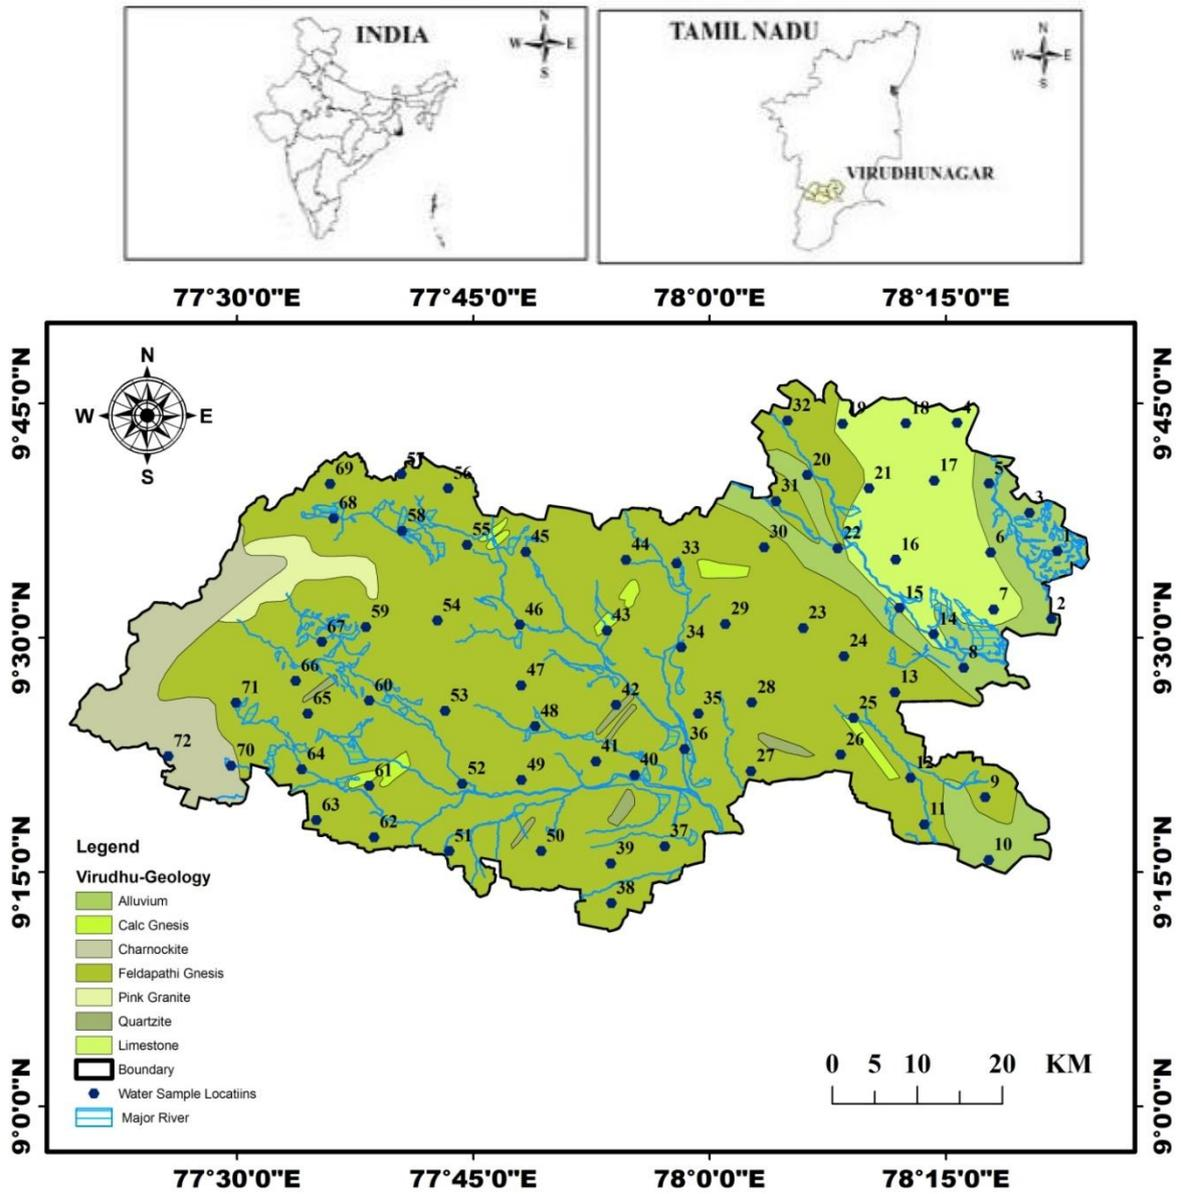 INDIA
N
W E
S
TAMIL NADU
N
W E
S
VIRUDHUNAGAR
77°30'0"E 77°45'0"E 78°0'0"E 78°15'0"E
9°45'0"N 9°45'0"N
9°30'0"N 9°30'0"N
9°15'0"N 9°15'0"N
9°0'0"N 9°0'0"N
N
W E
S
32 19 18 4
69 57 56 20 21 17 5
31 3
68 58 55 45 44 33 30 22 16 6 1
59 54 46 43 29 23 15 7 2
67 34 24 14
66 47 8
71 65 60 53 48 42 35 28 13
25
72 70 64 61 52 49 41 40 36 27 26 12 9
63 62 51 50 39 37 11 10
38
Legend
Virudhu-Geology
Alluvium
Calc Gnesis
Charnockite
Feldapathi Gnesis
Pink Granite
Quartzite
Limestone
Boundary
Water Sample Locatiins
Major River
0 5 10 20 KM
77°30'0"E 77°45'0"E 78°0'0"E 78°15'0"E